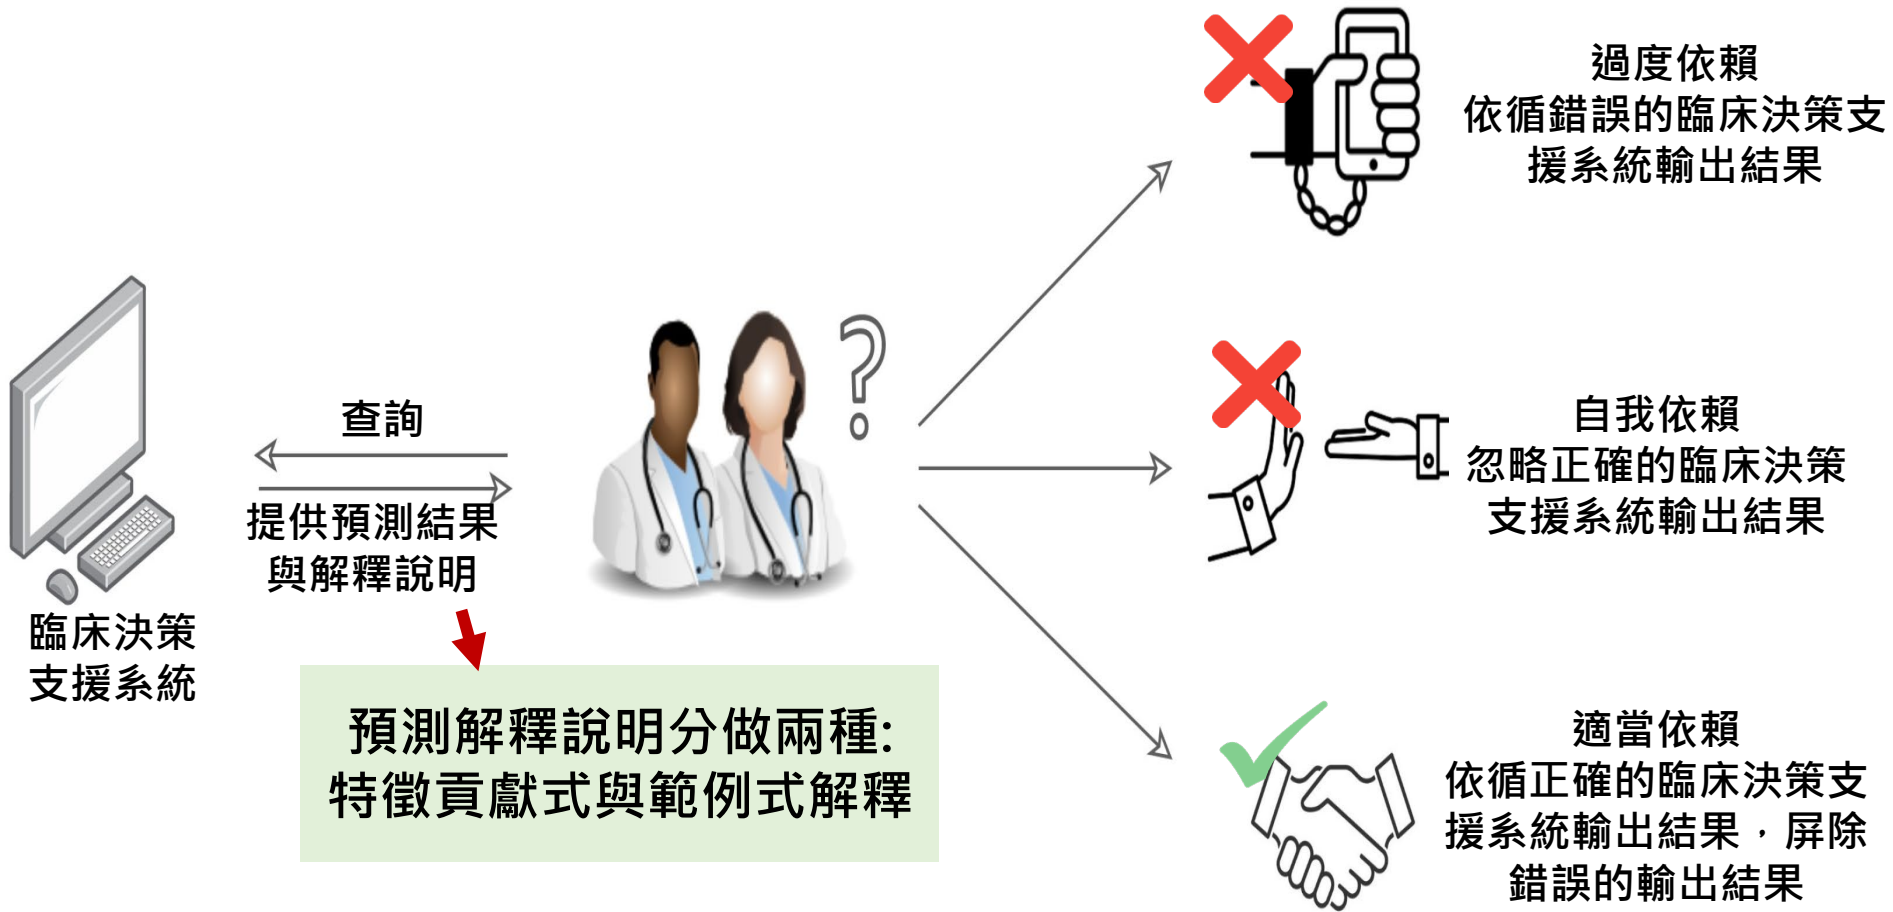 過度依賴
依循錯誤的臨床決策支
援系統輸出結果
?
查詢
提供預測結果
與解釋說明
臨床決策
支援系統
自我依賴
忽略正確的臨床決策
支援系統輸出結果
預測解釋說明分做兩種:
特徵貢獻式與範例式解釋
適當依賴
依循正確的臨床決策支
援系統輸出結果，屏除
錯誤的輸出結果